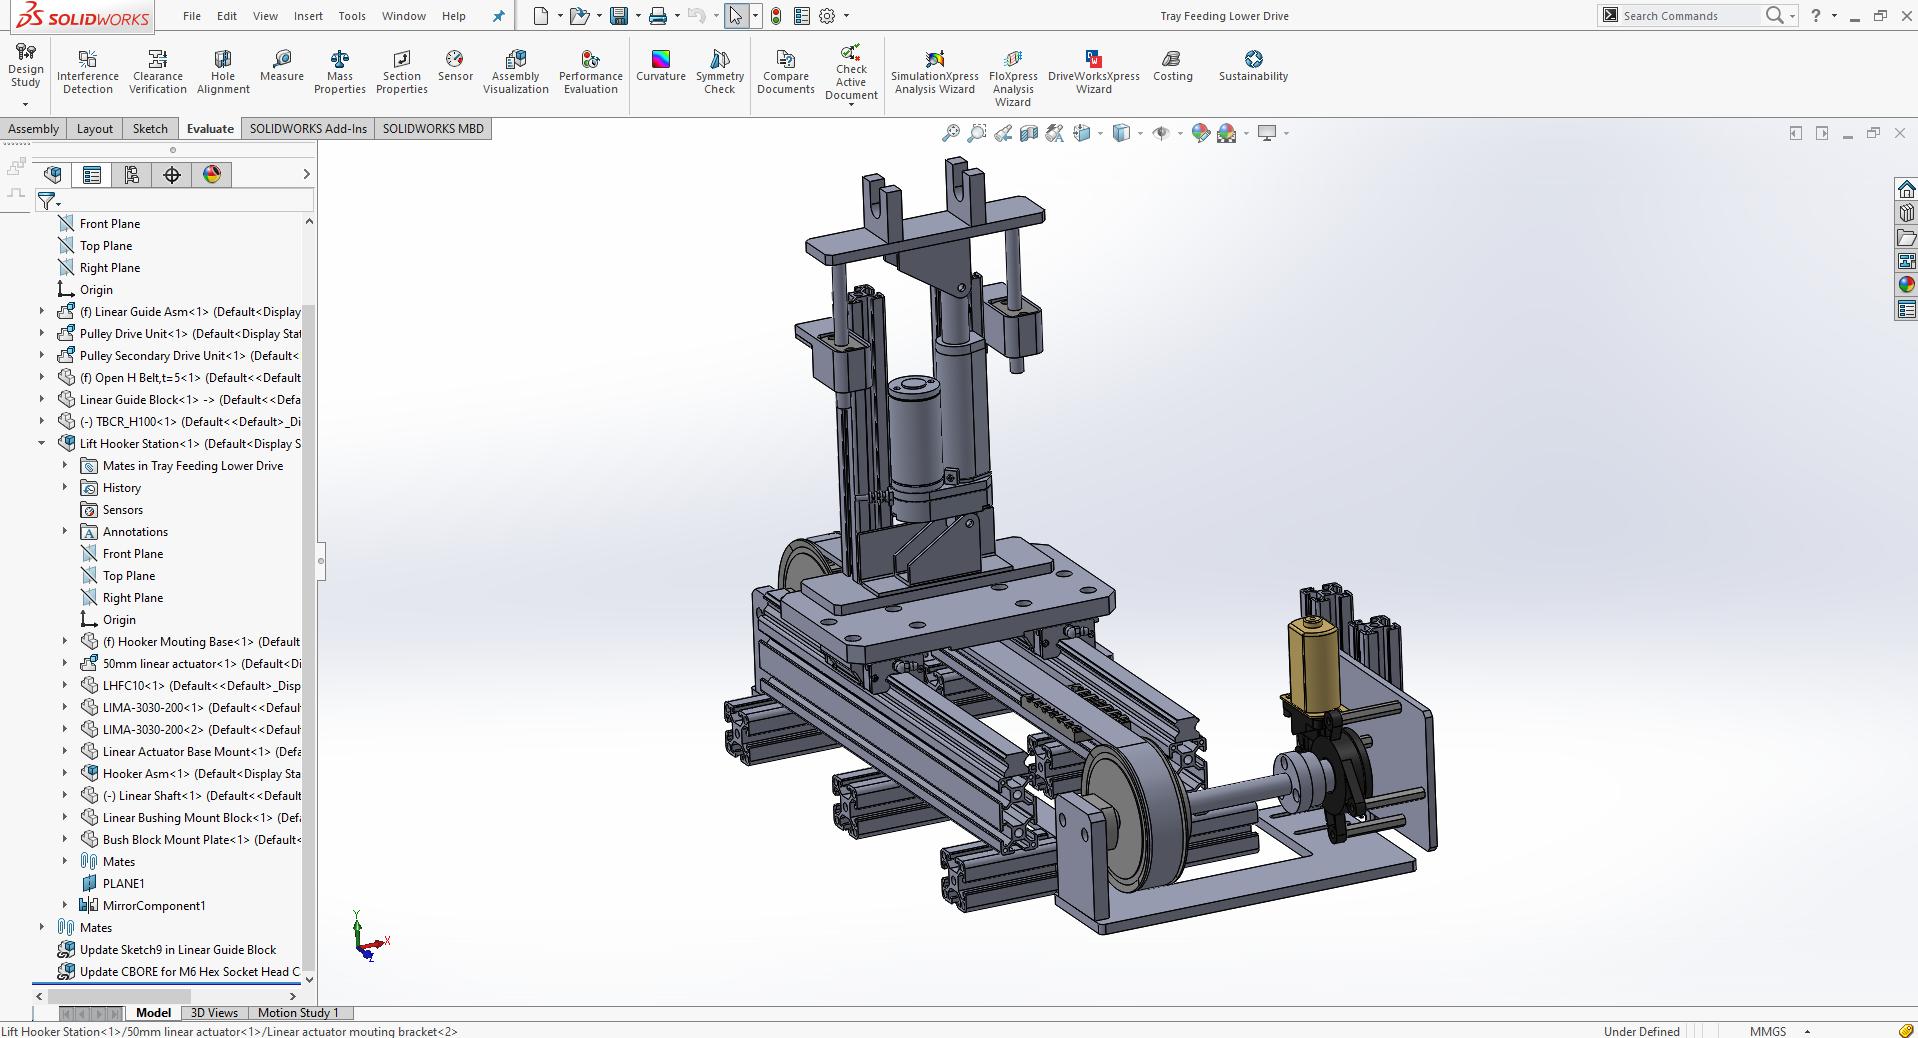 SOLIDWORKS
File Edit View Insert Tools Window Help
Tray Feeding Lower Drive
Search Commands
?
Design Study
Interference Detection
Clearance Verification
Hole Alignment
Measure
Mass Properties
Section Properties
Sensor
Assembly Visualization
Performance Evaluation
Curvature
Symmetry Check
Compare Documents
Check Active Document
SimulationXpress Analysis Wizard
FloXpress Analysis Wizard
DriveWorksXpress Wizard
Costing
Sustainability
Assembly Layout Sketch Evaluate SOLIDWORKS Add-Ins SOLIDWORKS MBD
Front Plane
Top Plane
Right Plane
Origin
(f) Linear Guide Asm<1> (Default<Display
Pulley Drive Unit<1> (Default<Display Stat
Pulley Secondary Drive Unit<1> (Default<
(f) Open H Belt,t=5<1> (Default<<Default
Linear Guide Block<1> -> (Default<<Defa
(-) TBCR_H100<1> (Default<<Default>_Di
Lift Hooker Station<1> (Default<Display S
Mates in Tray Feeding Lower Drive
History
Sensors
Annotations
Front Plane
Top Plane
Right Plane
Origin
(f) Hooker Mouting Base<1> (Default
50mm linear actuator<1> (Default<Di
LHFC10<1> (Default<<Default>_Disp
LIMA-3030-200<1> (Default<<Default
LIMA-3030-200<2> (Default<<Default
Linear Actuator Base Mount<1> (Defa
Hooker Asm<1> (Default<Display Sta
(-) Linear Shaft<1> (Default<<Default
Linear Bushing Mount Block<1> (Defa
Bush Block Mount Plate<1> (Default<
Mates
PLANE1
MirrorComponent1
Mates
Update Sketch9 in Linear Guide Block
Update CBORE for M6 Hex Socket Head C
Y
X
Z
Model 3D Views Motion Study 1
Lift Hooker Station<1>/50mm linear actuator<1>/Linear actuator mouting bracket<2>
Under Defined
MMGS